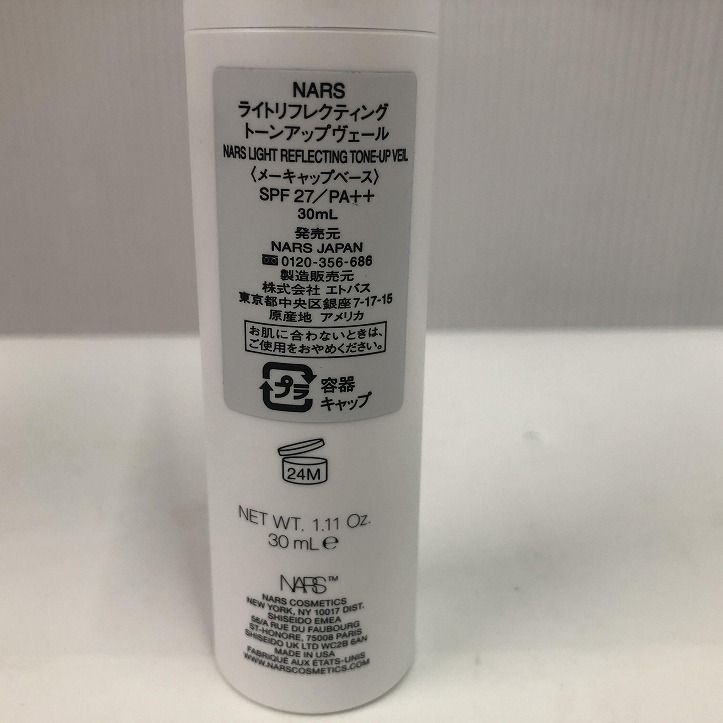 NARS
ライトリフレクティング
トーンアップヴェール
NARS LIGHT REFLECTING TONE-UP VEIL
〈メーキャップベース〉
SPF 27／PA++
30mL
発売元
NARS JAPAN
0120-356-686
製造販売元
株式会社 エトバス
東京都中央区銀座7-17-15
原産地 アメリカ
お肌に合わないときは、
ご使用をおやめください。
プラ 容器
キャップ
24M
NET WT. 1.11 Oz.
30 mL ℮
NARS™
NARS COSMETICS
NEW YORK, NY 10017 DIST.
SHISEIDO EMEA
56/A RUE DU FAUBOURG
ST-HONORE, 75008 PARIS
SHISEIDO UK LTD WC2B 6AN
MADE IN USA
FABRIQUÉ AUX ÉTATS-UNIS
WWW.NARSCOSMETICS.COM